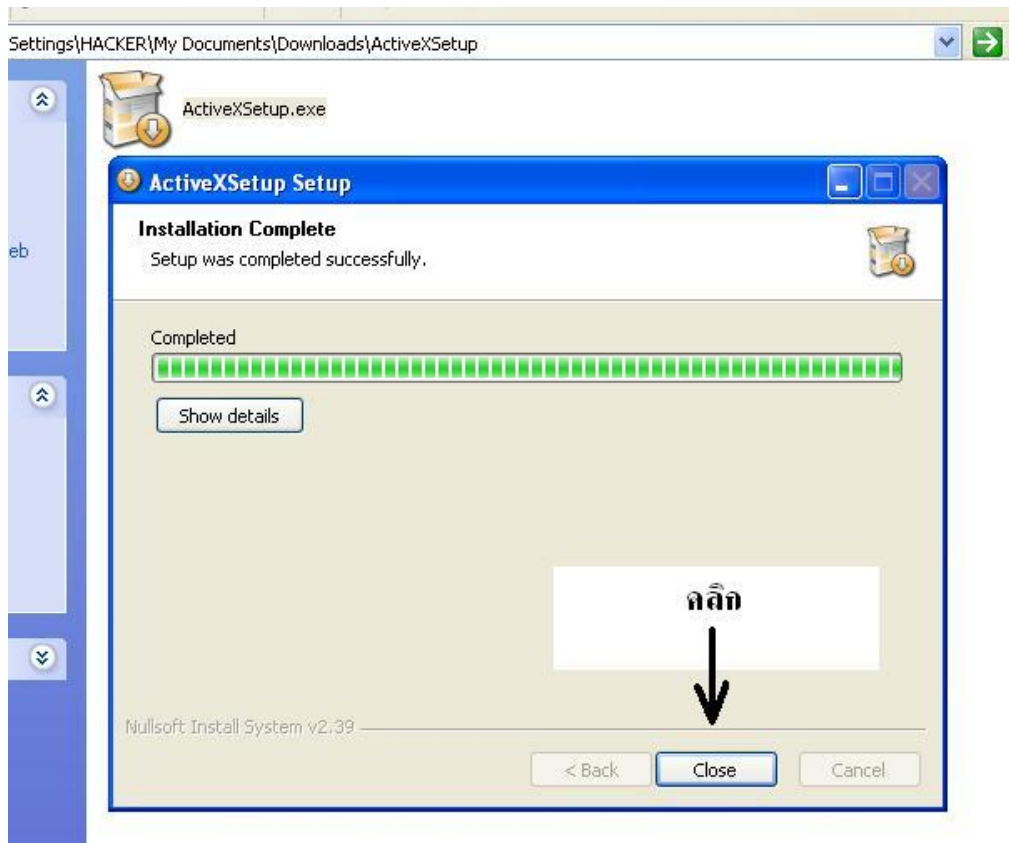 Settings\HACKER\My Documents\Downloads\ActiveXSetup
ActiveXSetup.exe
ActiveXSetup Setup
Installation Complete
Setup was completed successfully.
eb
Completed
Show details
คลิก
Nullsoft Install System v2.39
< Back
Close
Cancel